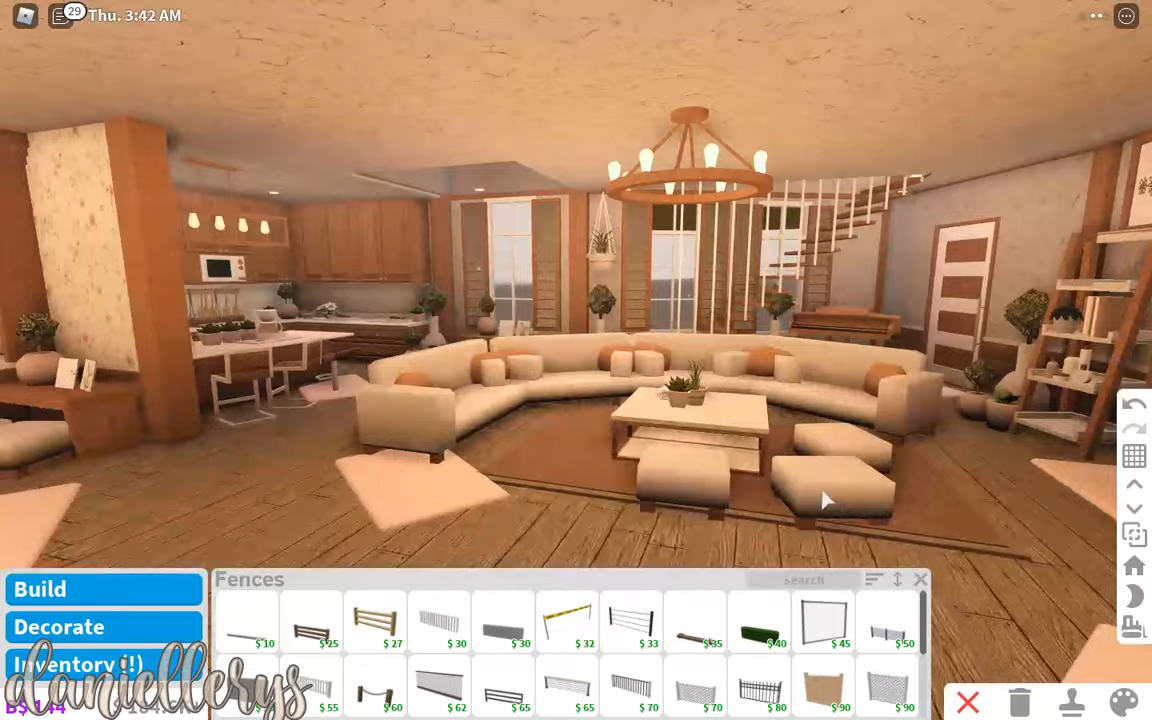 29 Thu. 3:42 AM
Build
Decorate
Inventory (!)
daniellerys
Fences
Search
$10 $25 $27 $30 $30 $32 $33 $35 $40 $45 $50
$55 $60 $62 $65 $65 $70 $70 $80 $90 $90